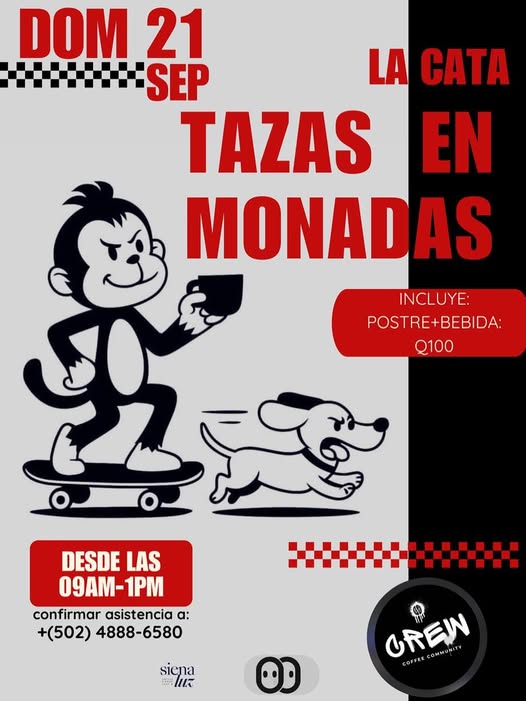 DOM 21
SEP
LA CATA
TAZAS EN
MONADAS
INCLUYE:
POSTRE+BEBIDA:
Q100
DESDE LAS
09AM-1PM
confirmar asistencia a:
+(502) 4888-6580
siena
luz
CREW
COFFEE COMMUNITY